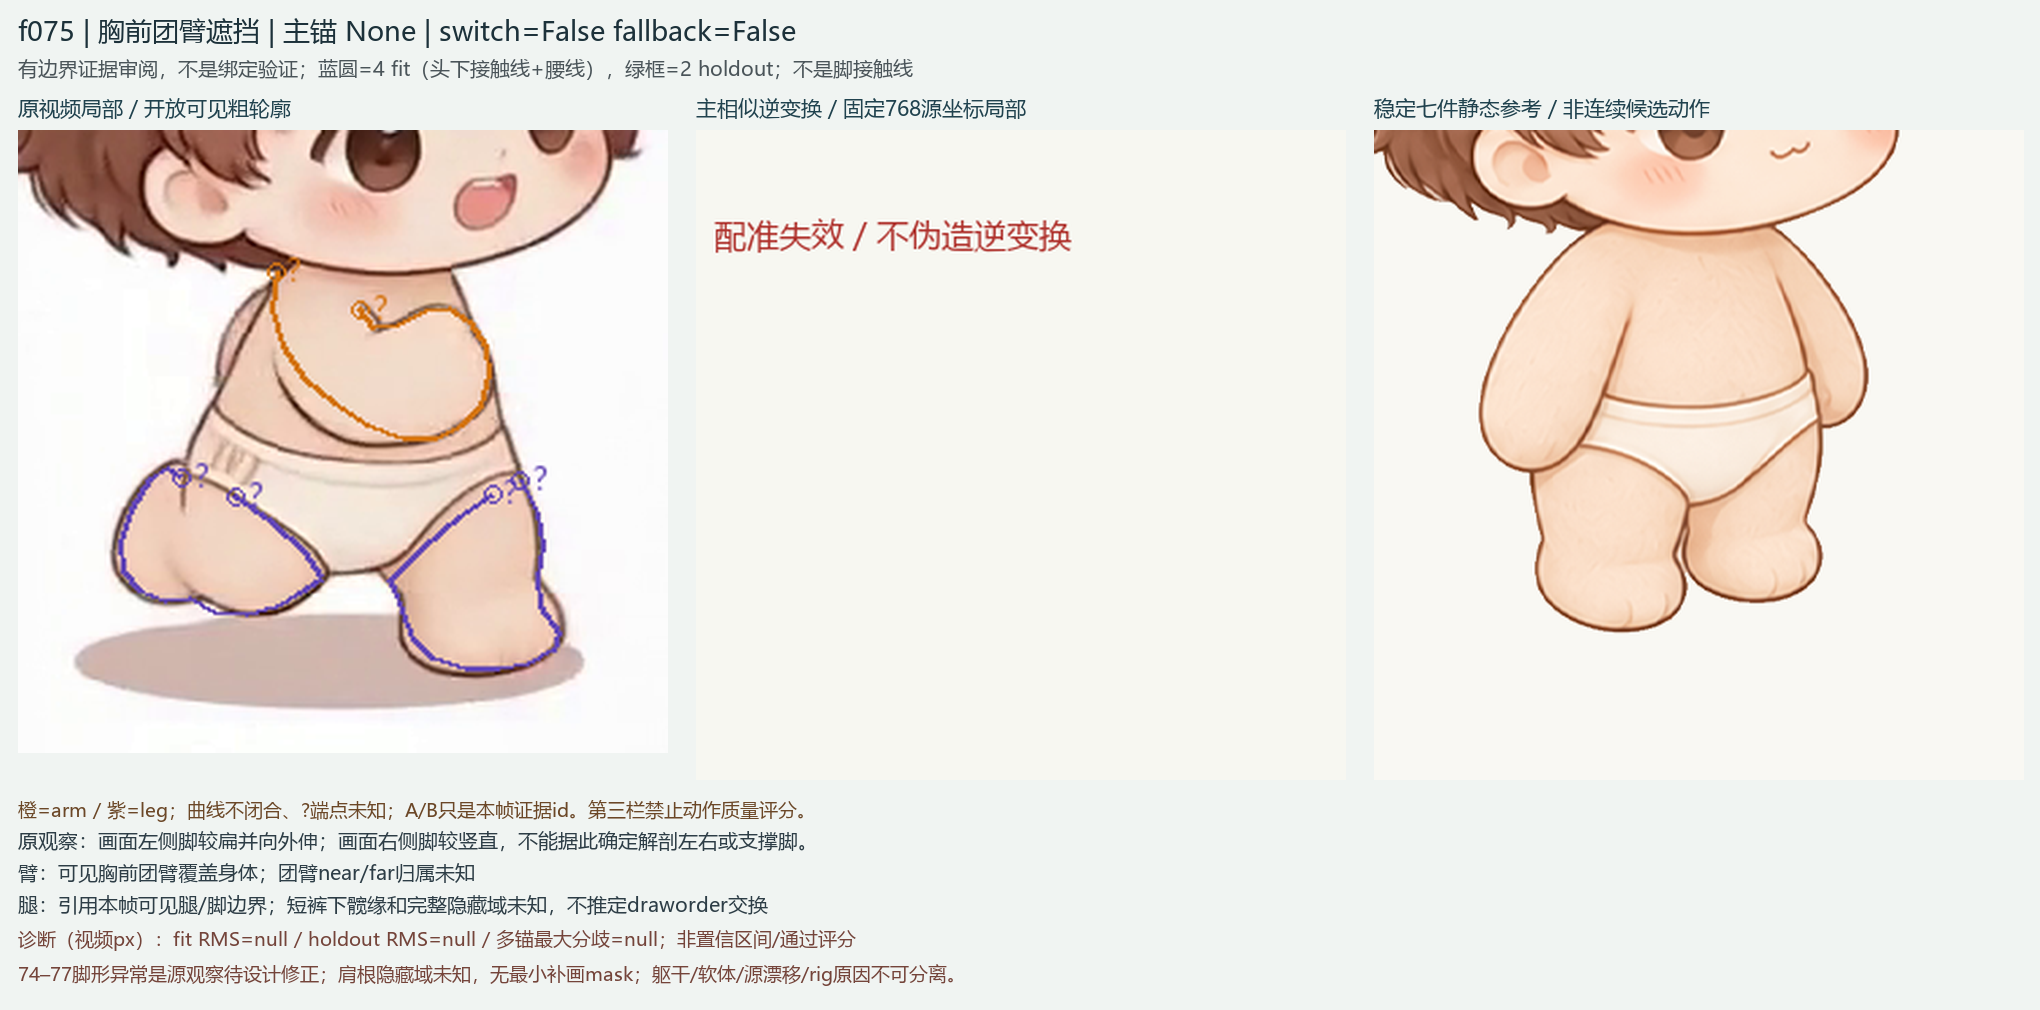 f075 | 胸前团臂遮挡 | 主锚 None | switch=False fallback=False
有边界证据审阅，不是绑定验证；蓝圆=4 fit（头下接触线+腰线），绿框=2 holdout；不是脚接触线
原视频局部 / 开放可见粗轮廓
主相似逆变换 / 固定768源坐标局部
稳定七件静态参考 / 非连续候选动作
?
?
配准失效 / 不伪造逆变换
?
?
?
?
橙=arm / 紫=leg；曲线不闭合、?端点未知；A/B只是本帧证据id。第三栏禁止动作质量评分。
原观察：画面左侧脚较扁并向外伸；画面右侧脚较竖直，不能据此确定解剖左右或支撑脚。
臂：可见胸前团臂覆盖身体；团臂near/far归属未知
腿：引用本帧可见腿/脚边界；短裤下髋缘和完整隐藏域未知，不推定draworder交换
诊断（视频px）：fit RMS=null / holdout RMS=null / 多锚最大分歧=null；非置信区间/通过评分
74–77脚形异常是源观察待设计修正；肩根隐藏域未知，无最小补画mask；躯干/软体/源漂移/rig原因不可分离。